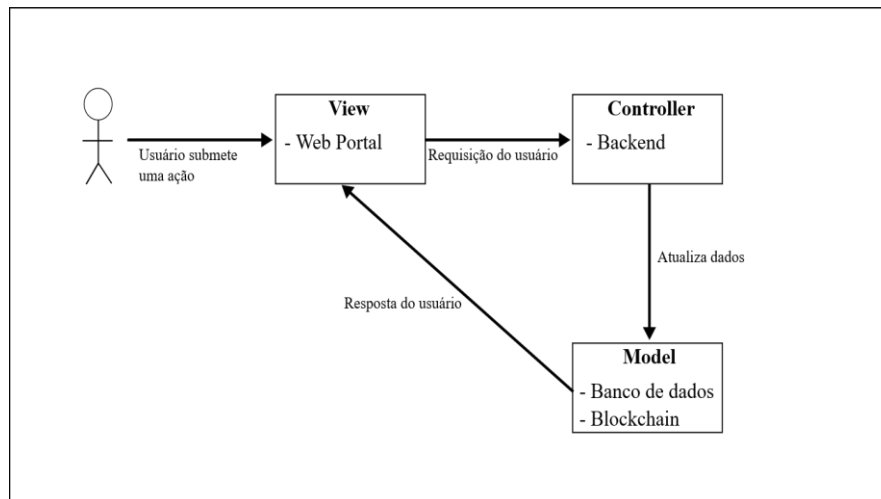 View
- Web Portal
Controller
- Backend
Usuário submete
uma ação
Requisição do usuário
Atualiza dados
Resposta do usuário
Model
- Banco de dados
- Blockchain